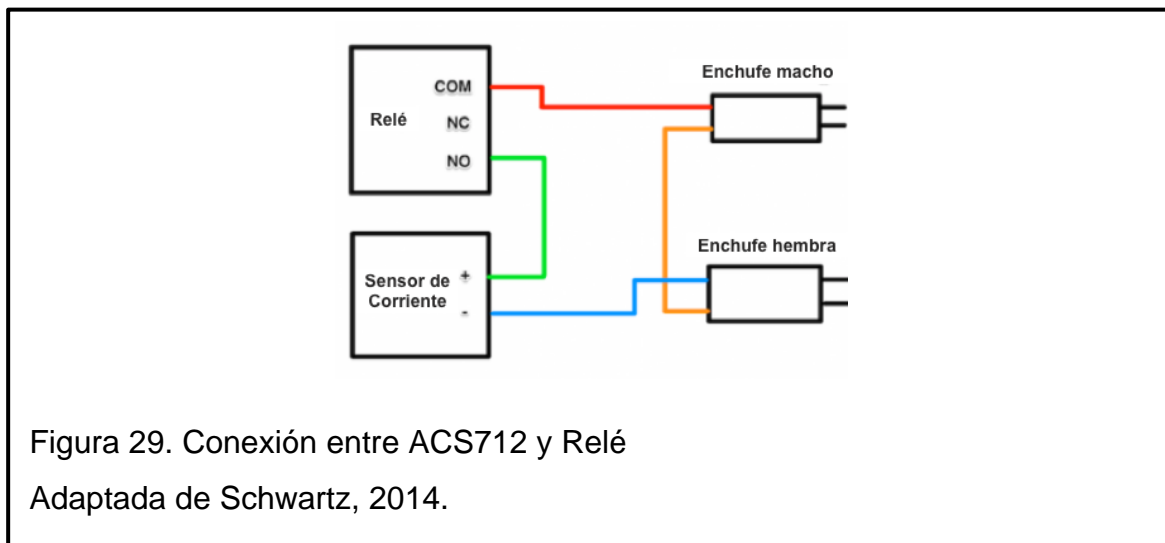 COM
Relé
NC
NO
Enchufe macho
Sensor de
Corriente
+
-
Enchufe hembra
Figura 29. Conexión entre ACS712 y Relé
Adaptada de Schwartz, 2014.